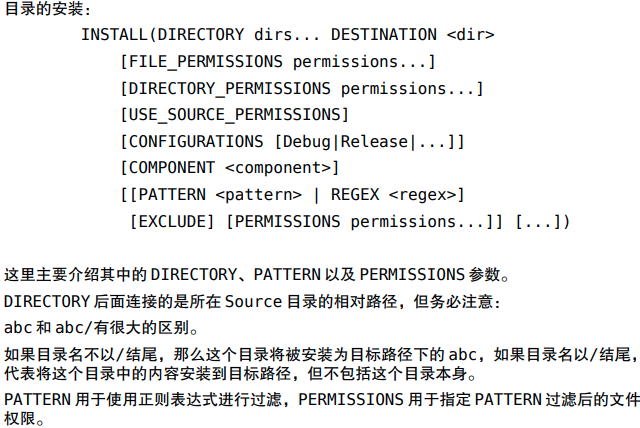 目录的安装：
INSTALL(DIRECTORY dirs... DESTINATION <dir>
[FILE_PERMISSIONS permissions...]
[DIRECTORY_PERMISSIONS permissions...]
[USE_SOURCE_PERMISSIONS]
[CONFIGURATIONS [Debug|Release|...]]
[COMPONENT <component>]
[[PATTERN <pattern> | REGEX <regex>]
[EXCLUDE] [PERMISSIONS permissions...]] [...])
这里主要介绍其中的 DIRECTORY、PATTERN 以及 PERMISSIONS 参数。
DIRECTORY 后面连接的是所在 Source 目录的相对路径，但务必注意：
abc 和 abc/有很大的区别。
如果目录名不以/结尾，那么这个目录将被安装为目标路径下的 abc，如果目录名以/结尾，
代表将这个目录中的内容安装到目标路径，但不包括这个目录本身。
PATTERN 用于使用正则表达式进行过滤，PERMISSIONS 用于指定 PATTERN 过滤后的文件
权限。